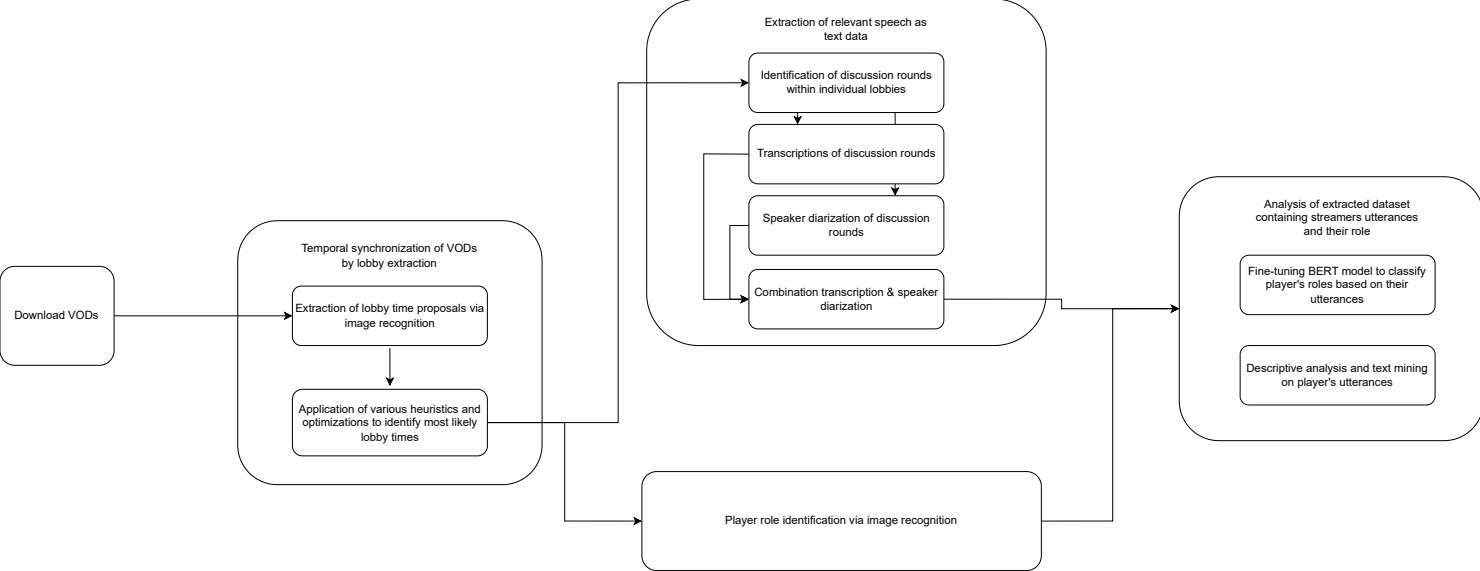 Download VODs
Temporal synchronization of VODs
by lobby extraction
Extraction of lobby time proposals via
image recognition
Application of various heuristics and
optimizations to identify most likely
lobby times
Extraction of relevant speech as
text data
Identification of discussion rounds
within individual lobbies
Transcriptions of discussion rounds
Speaker diarization of discussion
rounds
Combination transcription & speaker
diarization
Player role identification via image recognition
Analysis of extracted dataset
containing streamers utterances
and their role
Fine-tuning BERT model to classify
player's roles based on their
utterances
Descriptive analysis and text mining
on player's utterances